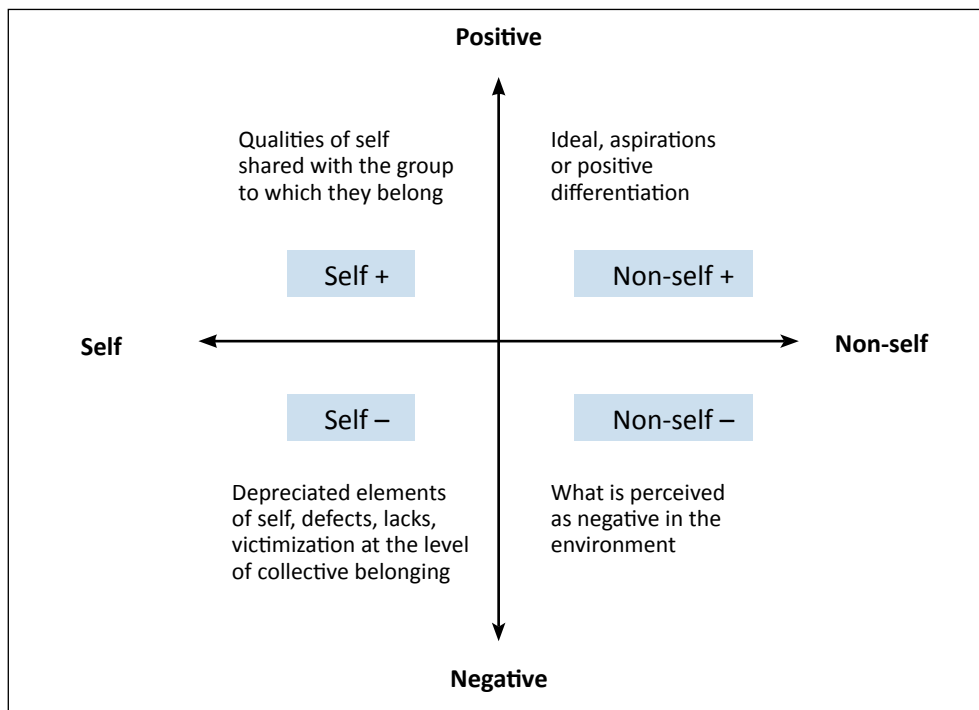 Positive
Qualities of self
shared with the group
to which they belong
Ideal, aspirations
or positive
differentiation
Self +
Non-self +
Self
Non-self
Self –
Non-self –
Depreciated elements
of self, defects, lacks,
victimization at the level
of collective belonging
What is perceived
as negative in the
environment
Negative